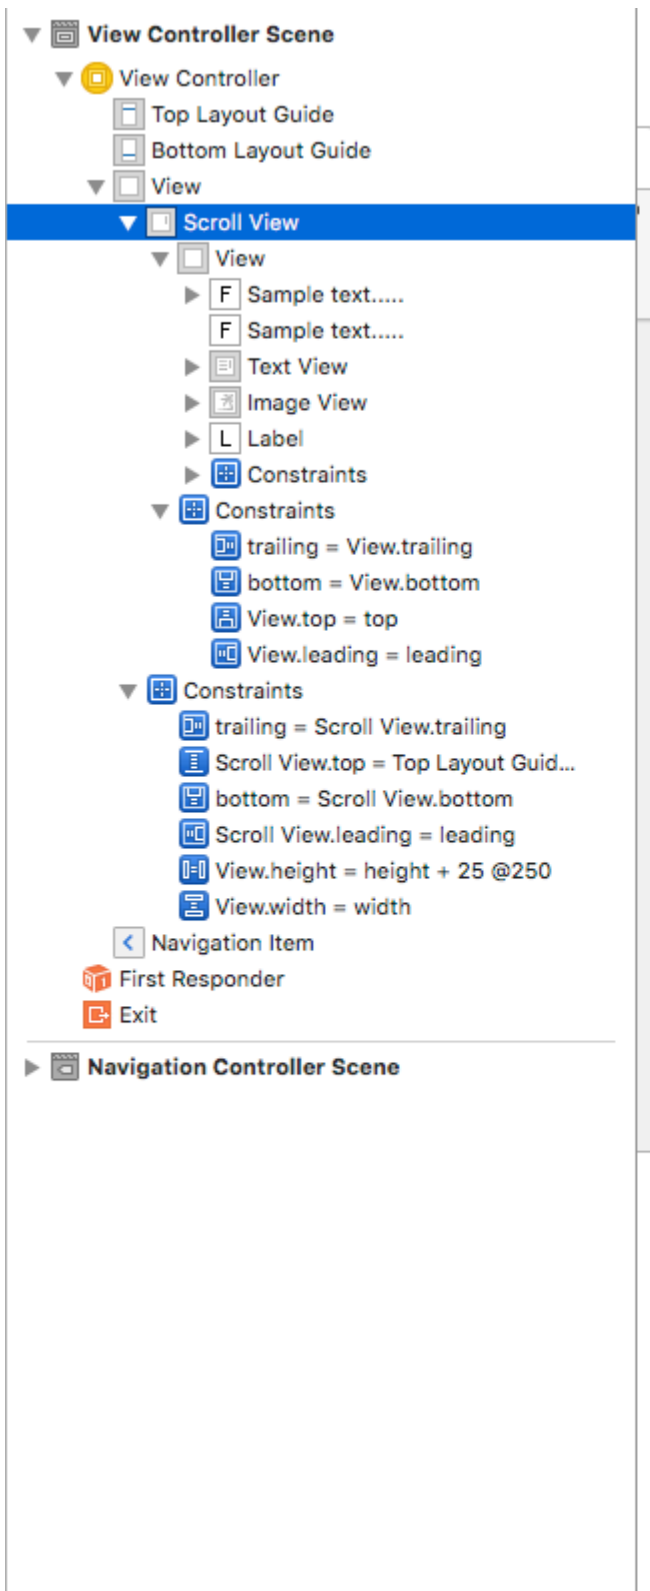 View Controller Scene
View Controller
Top Layout Guide
Bottom Layout Guide
View
Scroll View
View
F Sample text.....
F Sample text.....
Text View
Image View
L Label
Constraints
Constraints
trailing = View.trailing
bottom = View.bottom
View.top = top
View.leading = leading
Constraints
trailing = Scroll View.trailing
Scroll View.top = Top Layout Guid...
bottom = Scroll View.bottom
Scroll View.leading = leading
View.height = height + 25 @250
View.width = width
Navigation Item
First Responder
Exit
Navigation Controller Scene